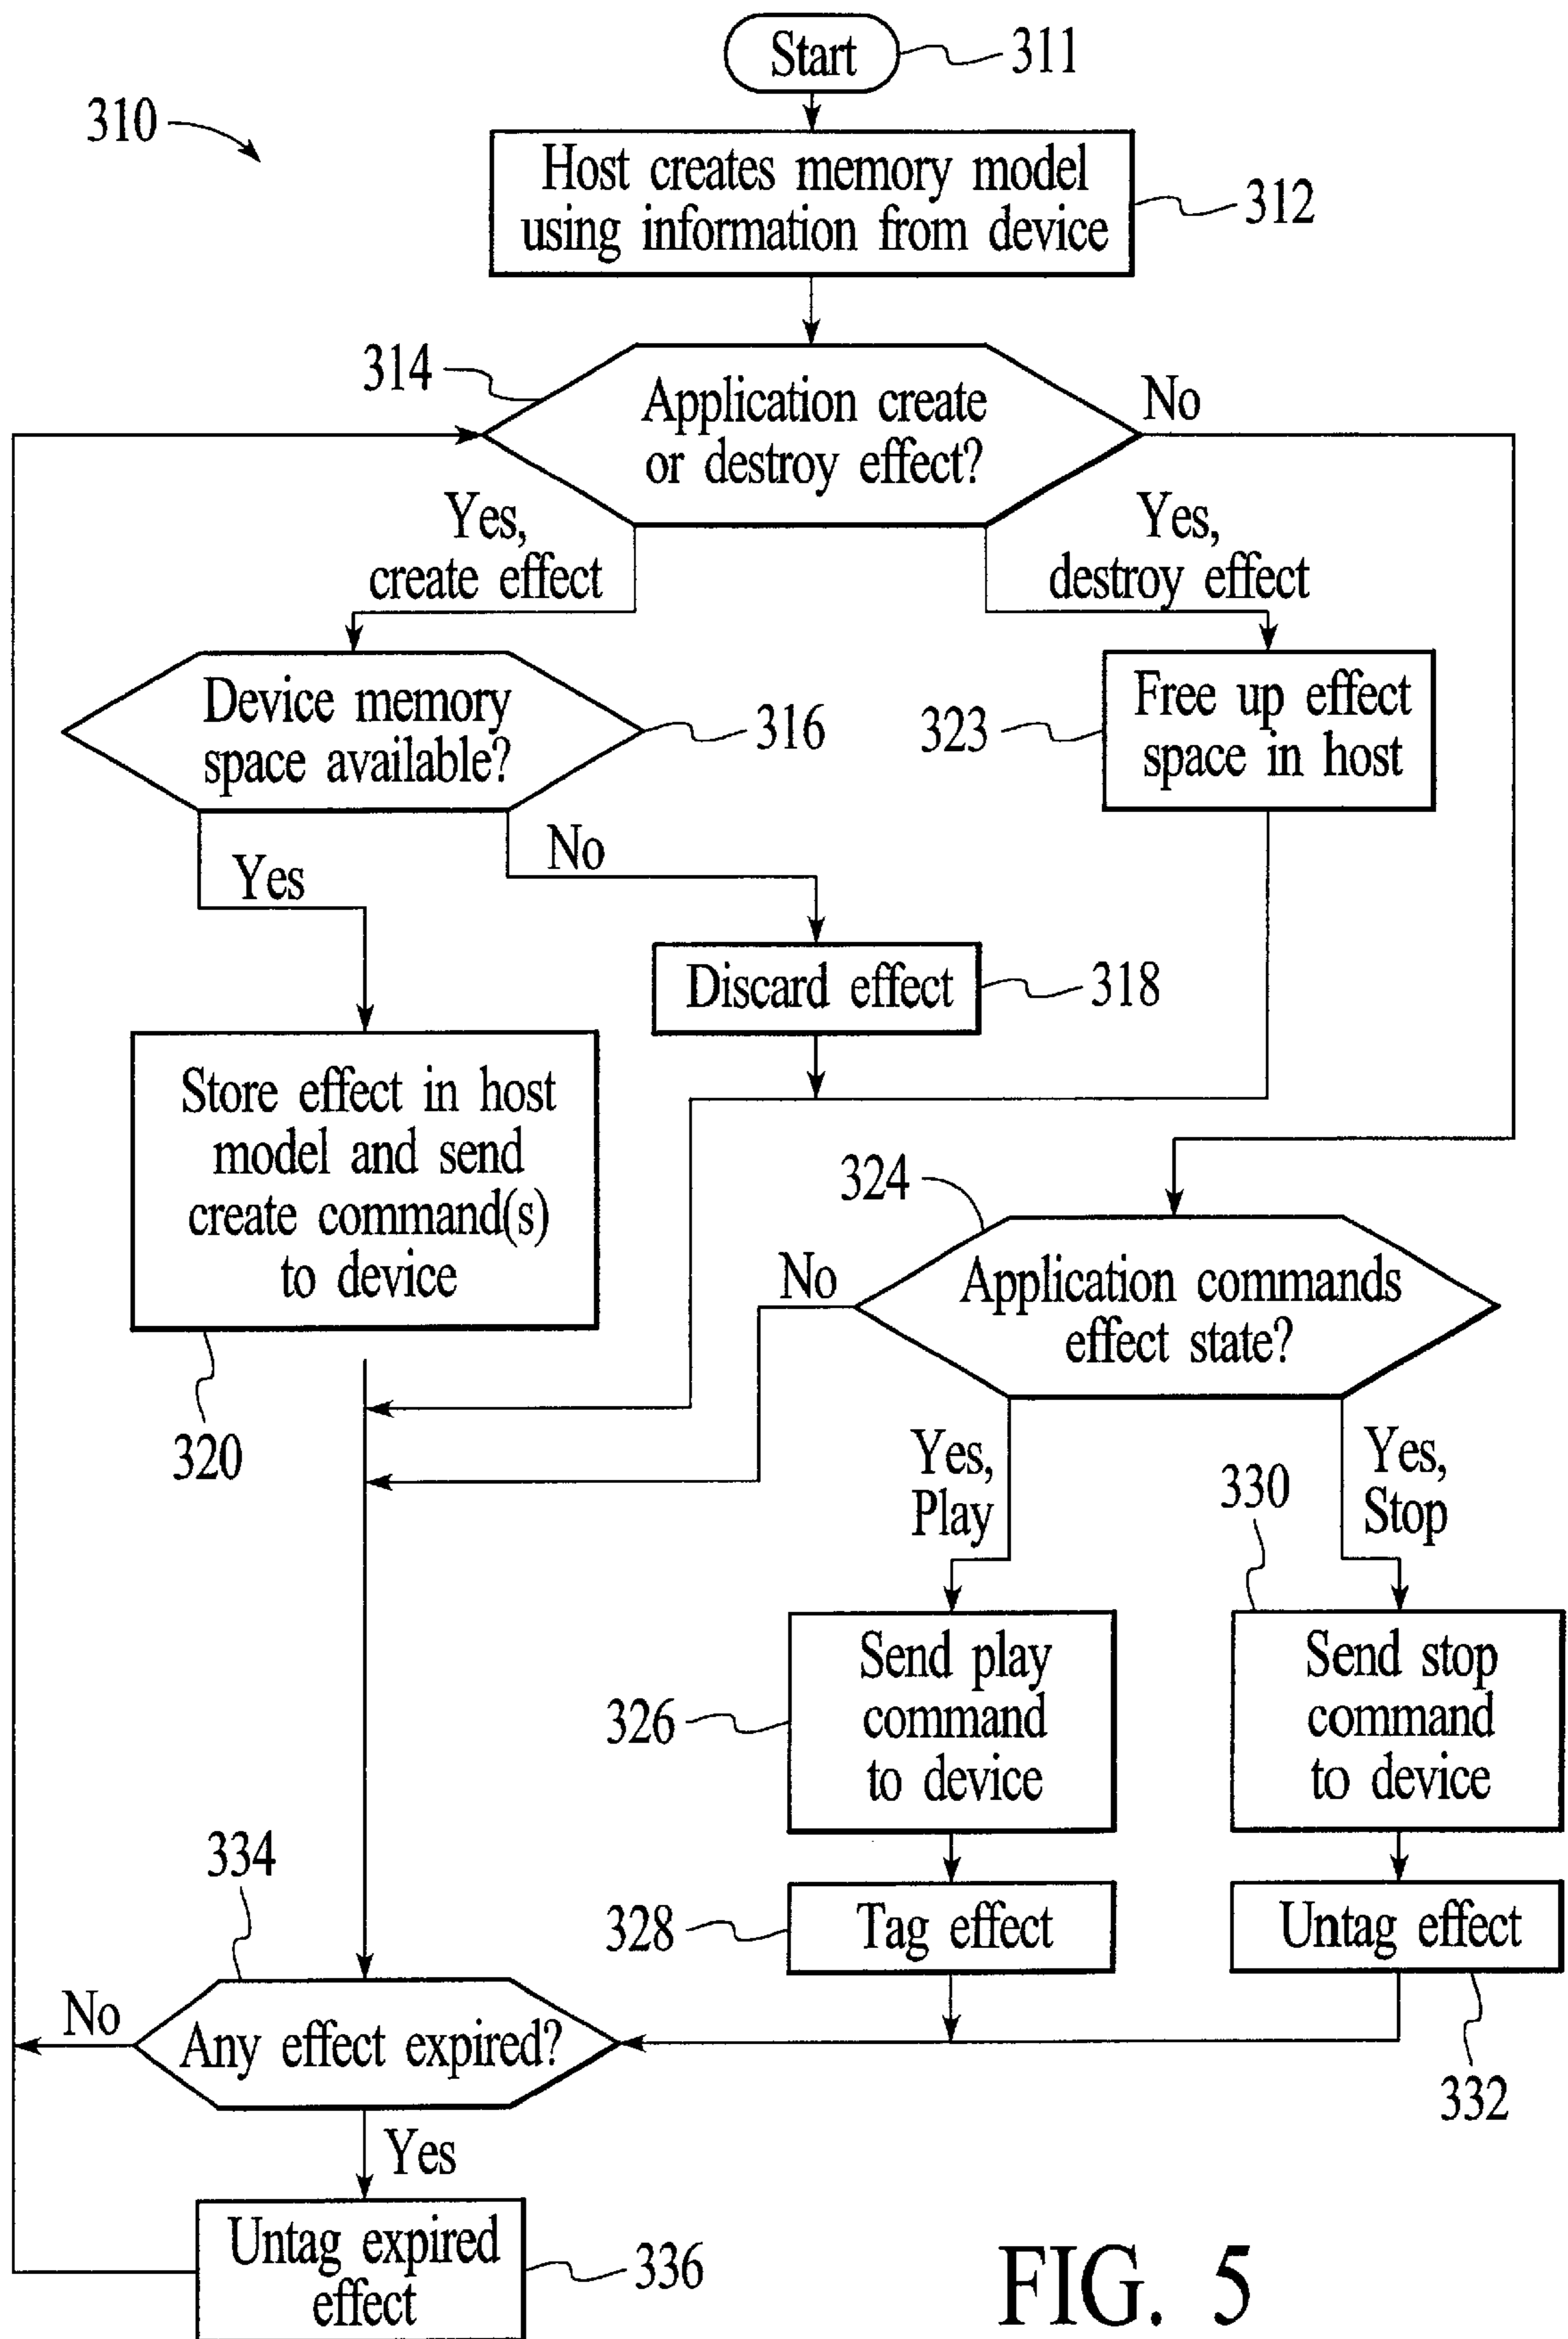 Start
311
310
Host creates memory model
using information from device
312
314
Application create
or destroy effect?
No
Yes,
create effect
Yes,
destroy effect
Device memory
space available?
316
323
Free up effect
space in host
Yes
No
Discard effect
318
Store effect in host
model and send
create command(s)
to device
320
324
No
Application commands
effect state?
Yes,
Play
330
Yes,
Stop
326
Send play
command
to device
Send stop
command
to device
334
328
Tag effect
Untag effect
No
Any effect expired?
332
Yes
Untag expired
effect
336
FIG. 5